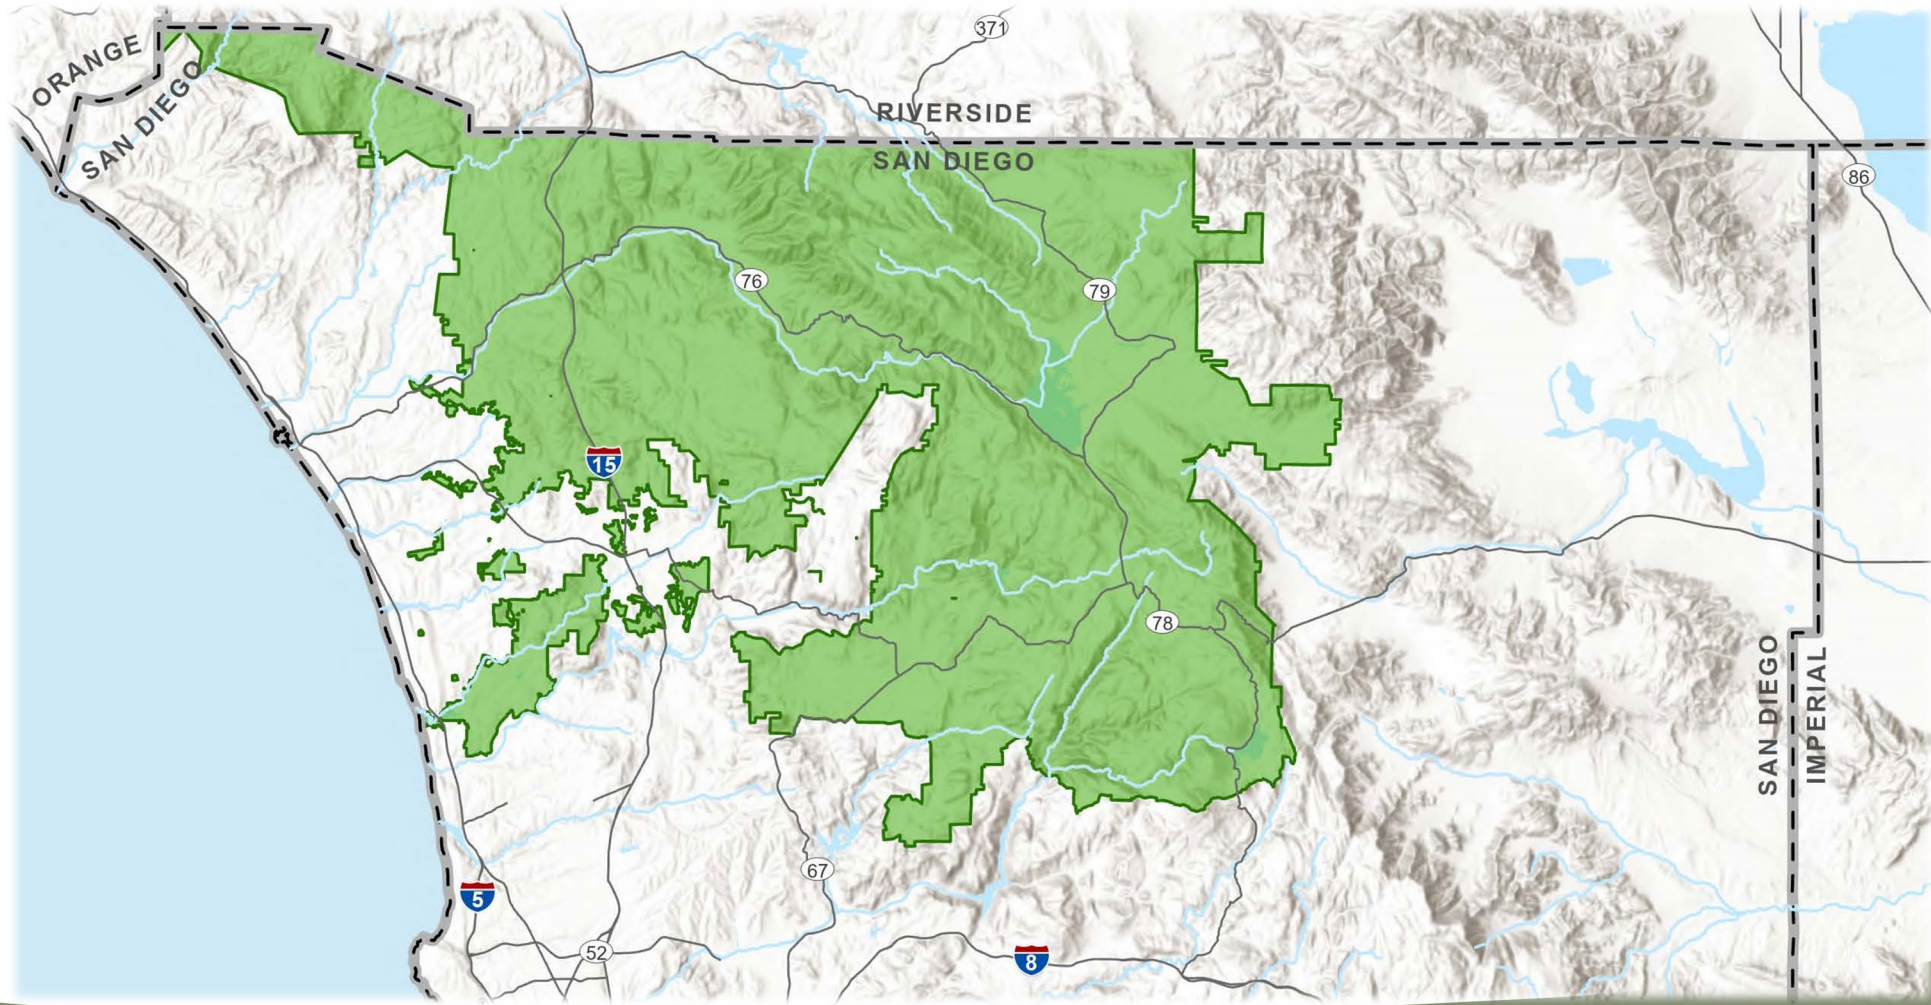 371
ORANGE
SAN DIEGO
RIVERSIDE
SAN DIEGO
86
76
79
15
78
SAN DIEGO
IMPERIAL
67
5
52
8